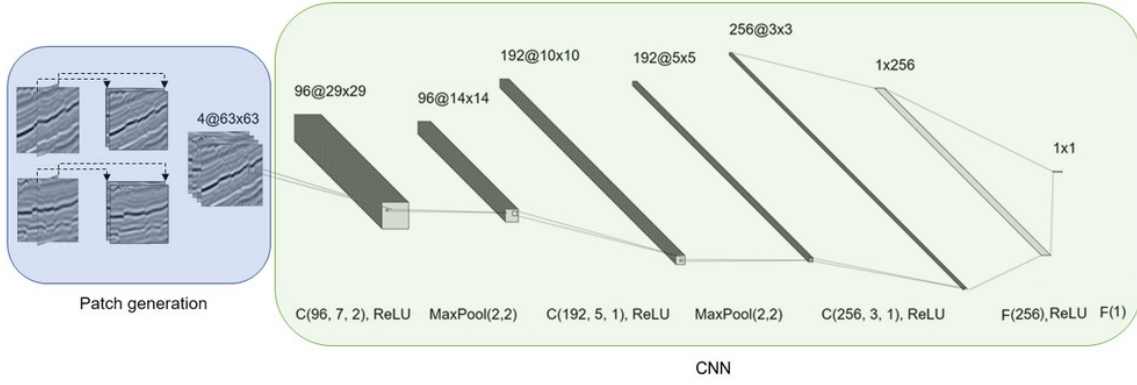 4@63x63
Patch generation
96@29x29
96@14x14
192@10x10
192@5x5
256@3x3
1x256
1x1
C(96, 7, 2), ReLU
MaxPool(2,2)
C(192, 5, 1), ReLU
MaxPool(2,2)
C(256, 3, 1), ReLU
F(256), ReLU
F(1)
CNN